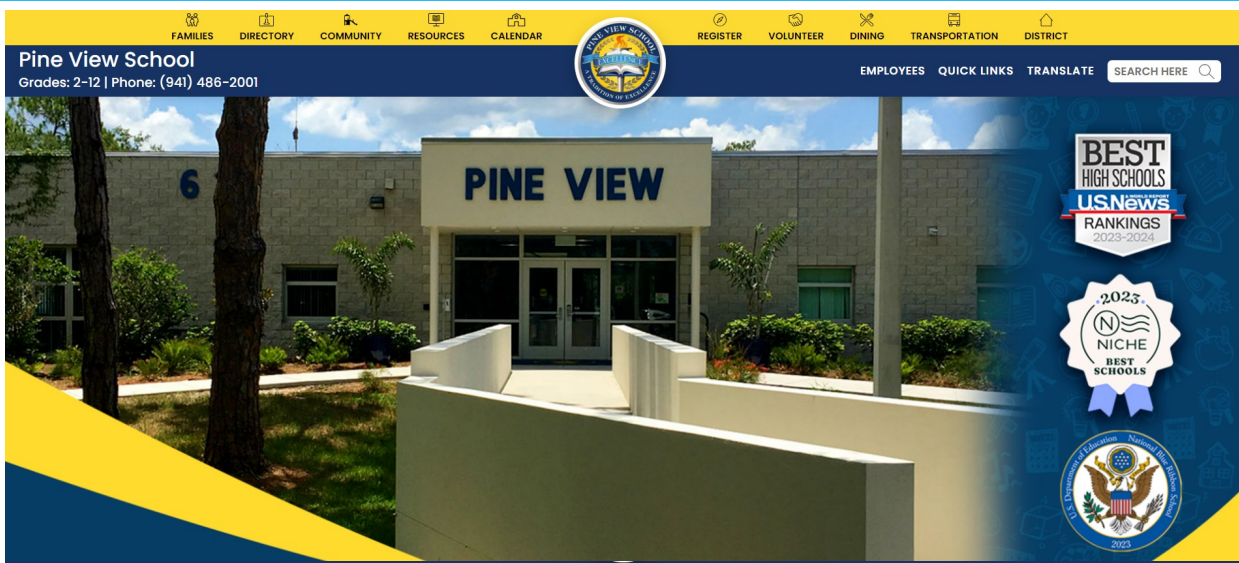 FAMILIES
DIRECTORY
COMMUNITY
RESOURCES
CALENDAR
REGISTER
VOLUNTEER
DINING
TRANSPORTATION
DISTRICT
Pine View School
Grades: 2-12 | Phone: (941) 486-2001
PINE VIEW SCHOOL
EXCELLENCE
A TRADITION OF EXCELLENCE
EMPLOYEES QUICK LINKS TRANSLATE SEARCH HERE
6
PINE VIEW
BEST
HIGH SCHOOLS
U.S.News
& WORLD REPORT
RANKINGS
2023-2024
2023
N
NICHE
BEST
SCHOOLS
U.S. Department of Education National Blue Ribbon School
2023